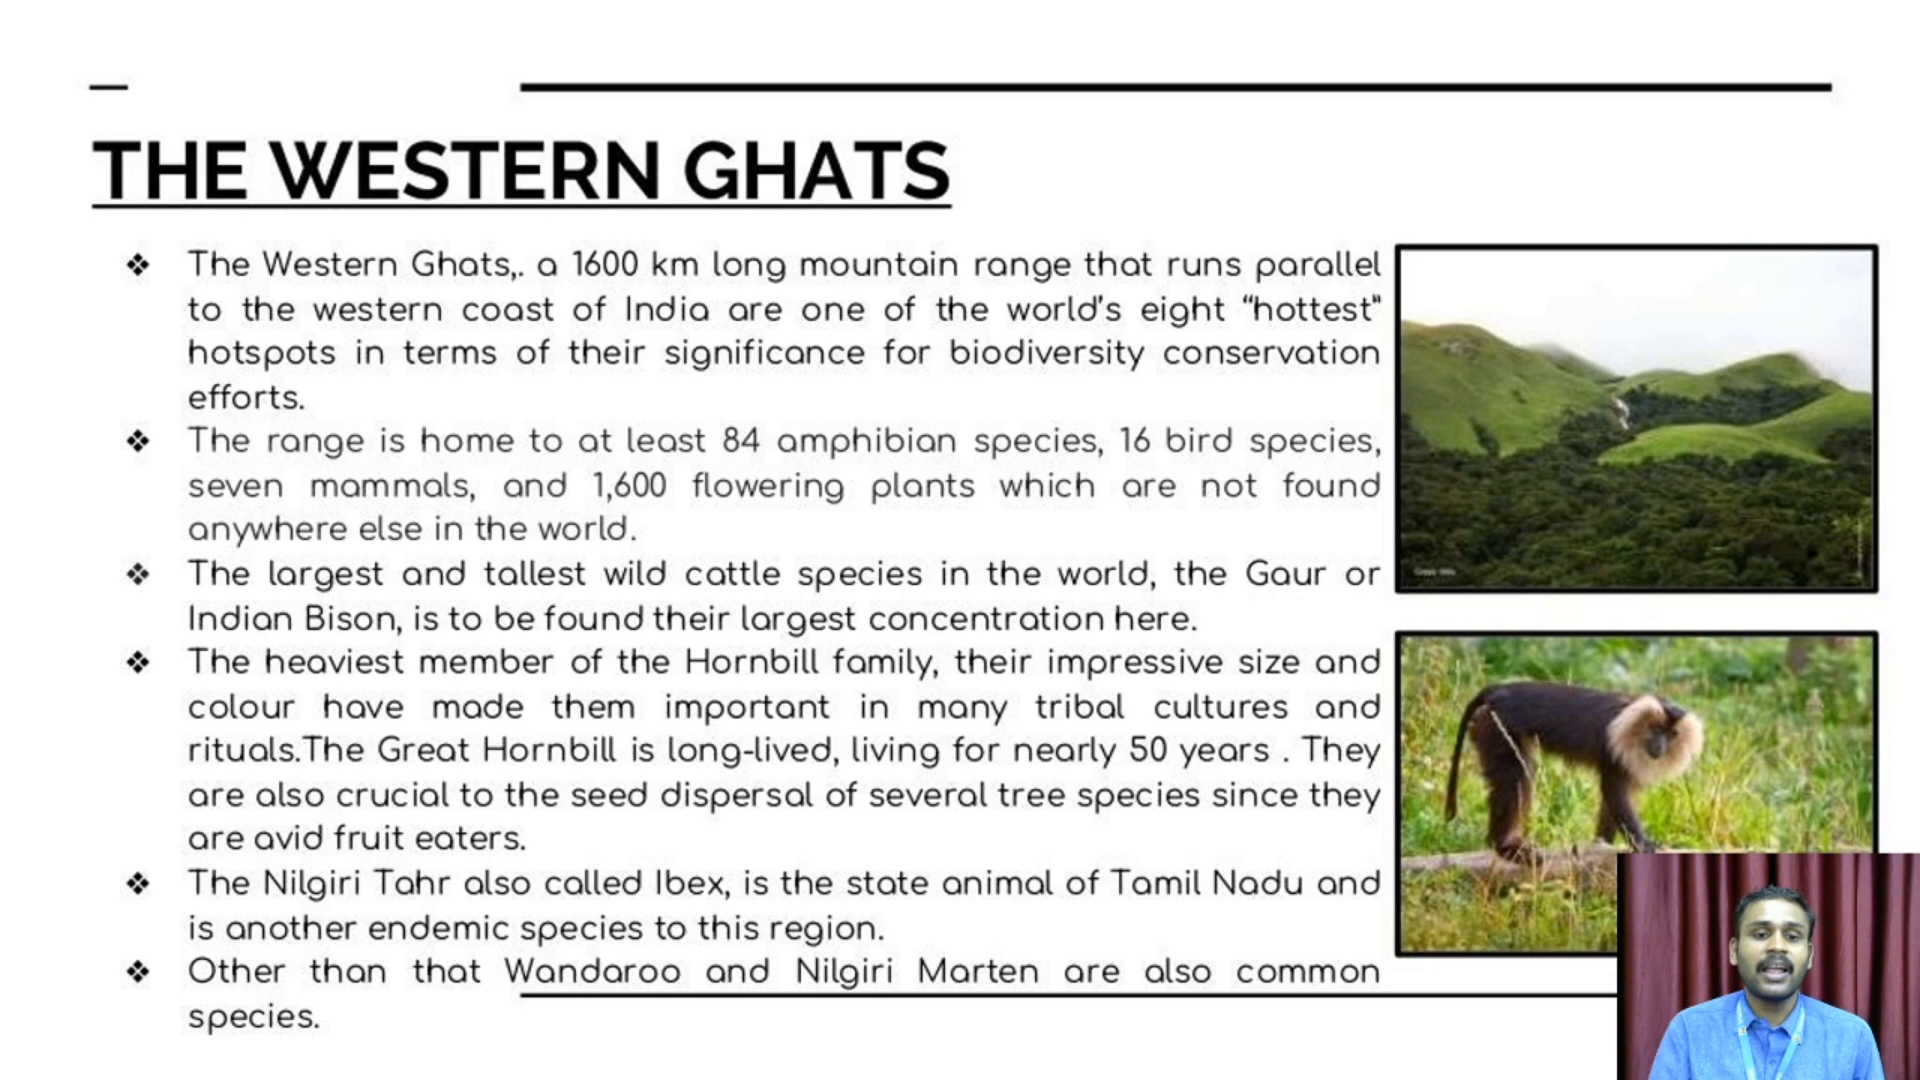 THE WESTERN GHATS
❖ The Western Ghats,. a 1600 km long mountain range that runs parallel
to the western coast of India are one of the world's eight “hottest”
hotspots in terms of their significance for biodiversity conservation
efforts.
❖ The range is home to at least 84 amphibian species, 16 bird species,
seven mammals, and 1,600 flowering plants which are not found
anywhere else in the world.
❖ The largest and tallest wild cattle species in the world, the Gaur or
Indian Bison, is to be found their largest concentration here.
❖ The heaviest member of the Hornbill family, their impressive size and
colour have made them important in many tribal cultures and
rituals.The Great Hornbill is long-lived, living for nearly 50 years . They
are also crucial to the seed dispersal of several tree species since they
are avid fruit eaters.
❖ The Nilgiri Tahr also called Ibex, is the state animal of Tamil Nadu and
is another endemic species to this region.
❖ Other than that Wandaroo and Nilgiri Marten are also common
species.